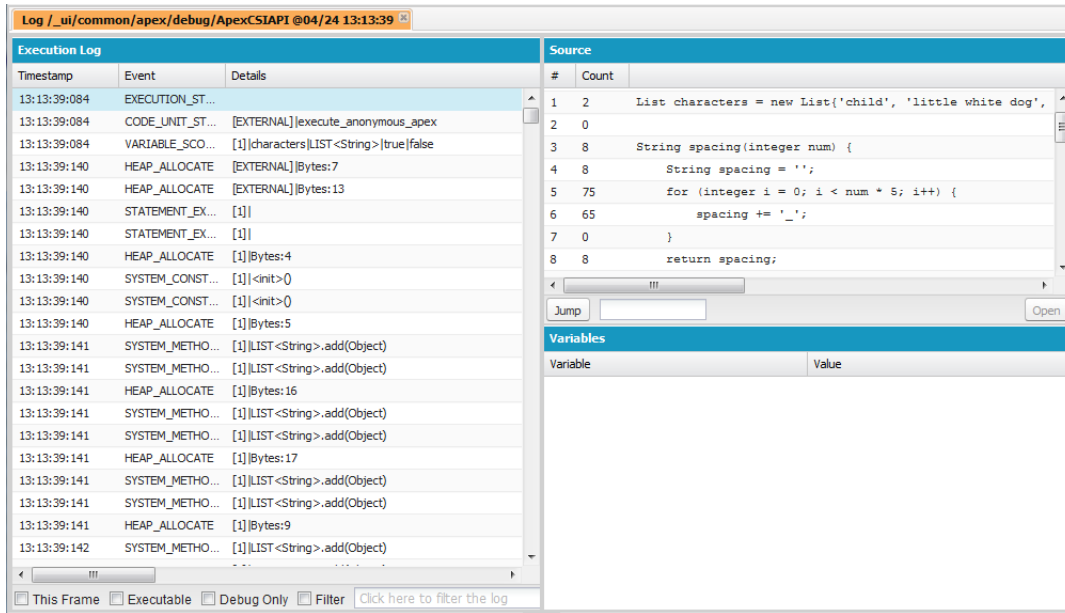 Log /_ui/common/apex/debug/ApexCSIAPI @04/24 13:13:39
Execution Log
Timestamp Event Details
13:13:39:084 EXECUTION_ST...
13:13:39:084 CODE_UNIT_ST... [EXTERNAL]|execute_anonymous_apex
13:13:39:084 VARIABLE_SCO... [1]|characters|LIST<String>|true|false
13:13:39:140 HEAP_ALLOCATE [EXTERNAL]|Bytes:7
13:13:39:140 HEAP_ALLOCATE [EXTERNAL]|Bytes:13
13:13:39:140 STATEMENT_EX... [1]|
13:13:39:140 STATEMENT_EX... [1]|
13:13:39:140 HEAP_ALLOCATE [1]|Bytes:4
13:13:39:140 SYSTEM_CONST... [1]|<init>()
13:13:39:140 SYSTEM_CONST... [1]|<init>()
13:13:39:140 HEAP_ALLOCATE [1]|Bytes:5
13:13:39:141 SYSTEM_METHO... [1]|LIST<String>.add(Object)
13:13:39:141 SYSTEM_METHO... [1]|LIST<String>.add(Object)
13:13:39:141 HEAP_ALLOCATE [1]|Bytes:16
13:13:39:141 SYSTEM_METHO... [1]|LIST<String>.add(Object)
13:13:39:141 SYSTEM_METHO... [1]|LIST<String>.add(Object)
13:13:39:141 HEAP_ALLOCATE [1]|Bytes:17
13:13:39:141 SYSTEM_METHO... [1]|LIST<String>.add(Object)
13:13:39:141 SYSTEM_METHO... [1]|LIST<String>.add(Object)
13:13:39:141 HEAP_ALLOCATE [1]|Bytes:9
13:13:39:142 SYSTEM_METHO... [1]|LIST<String>.add(Object)
This Frame Executable Debug Only Filter Click here to filter the log
Source
# Count
1 2 List characters = new List{'child', 'little white dog',
2 0
3 8 String spacing(integer num) {
4 8 String spacing = '';
5 75 for (integer i = 0; i < num * 5; i++) {
6 65 spacing += '_';
7 0 }
8 8 return spacing;
Jump Open
Variables
Variable Value